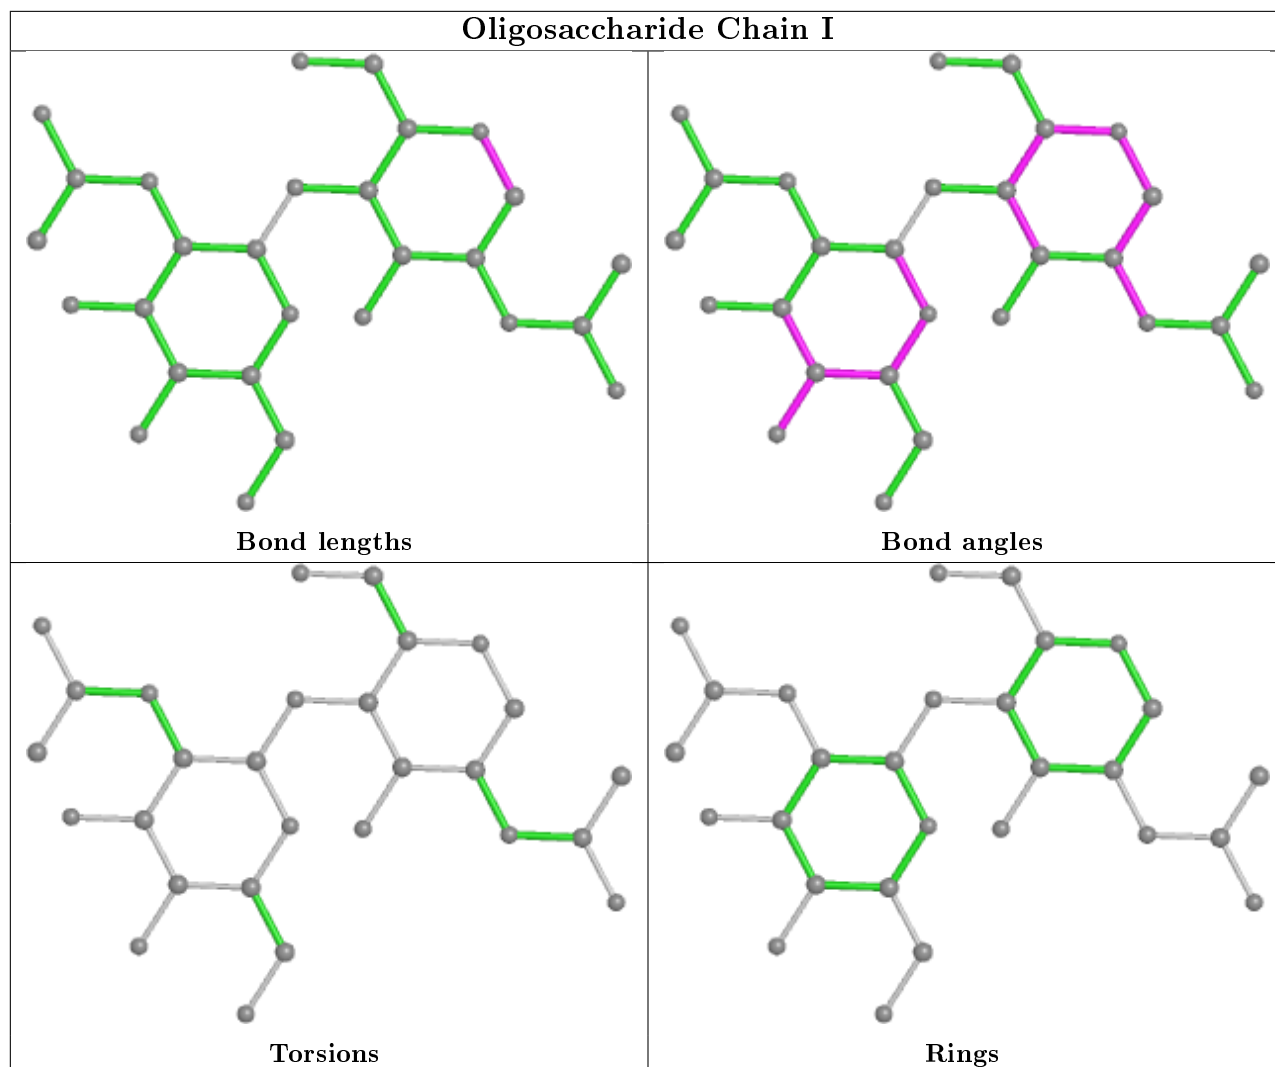 Oligosaccharide Chain I
Bond lengths
Bond angles
Torsions
Rings